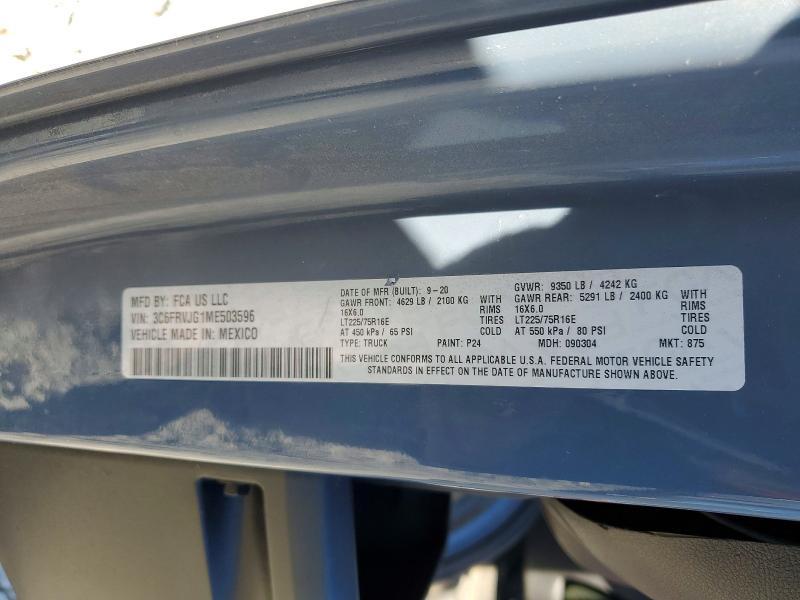 MFD BY: FCA US LLC
VIN: 3C6FRVJG1ME503596
VEHICLE MADE IN: MEXICO
DATE OF MFR (BUILT): 9-20
GVWR: 9350 LB / 4242 KG
GAWR FRONT: 4629 LB / 2100 KG WITH
GAWR REAR: 5291 LB / 2400 KG WITH
16X6.0 RIMS
16X6.0 RIMS
LT225/75R16E TIRES
LT225/75R16E TIRES
AT 450 kPa / 65 PSI COLD
AT 550 kPa / 80 PSI COLD
TYPE: TRUCK PAINT: P24 MDH: 090304 MKT: 875
THIS VEHICLE CONFORMS TO ALL APPLICABLE U.S.A. FEDERAL MOTOR VEHICLE SAFETY
STANDARDS IN EFFECT ON THE DATE OF MANUFACTURE SHOWN ABOVE.